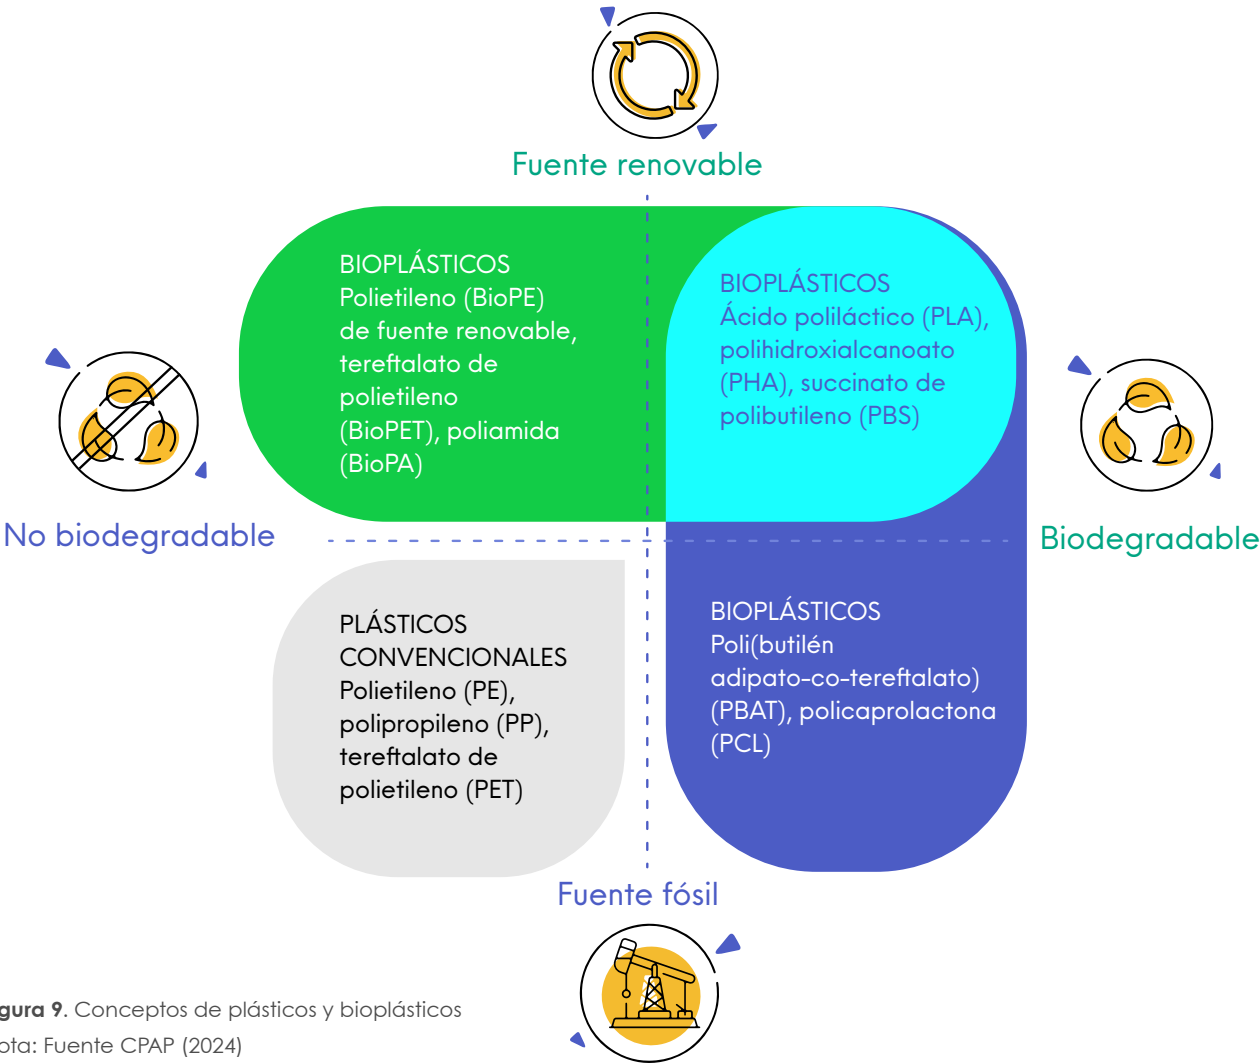 Fuente renovable
BIOPLÁSTICOS
Polietileno (BioPE)
de fuente renovable,
tereftalato de
polietileno
(BioPET), poliamida
(BioPA)
BIOPLÁSTICOS
Ácido poliláctico (PLA),
polihidroxialcanoato
(PHA), succinato de
polibutileno (PBS)
No biodegradable
Biodegradable
PLÁSTICOS
CONVENCIONALES
Polietileno (PE),
polipropileno (PP),
tereftalato de
polietileno (PET)
BIOPLÁSTICOS
Poli(butilén
adipato-co-tereftalato)
(PBAT), policaprolactona
(PCL)
Fuente fósil
gura 9. Conceptos de plásticos y bioplásticos
ota: Fuente CPAP (2024)